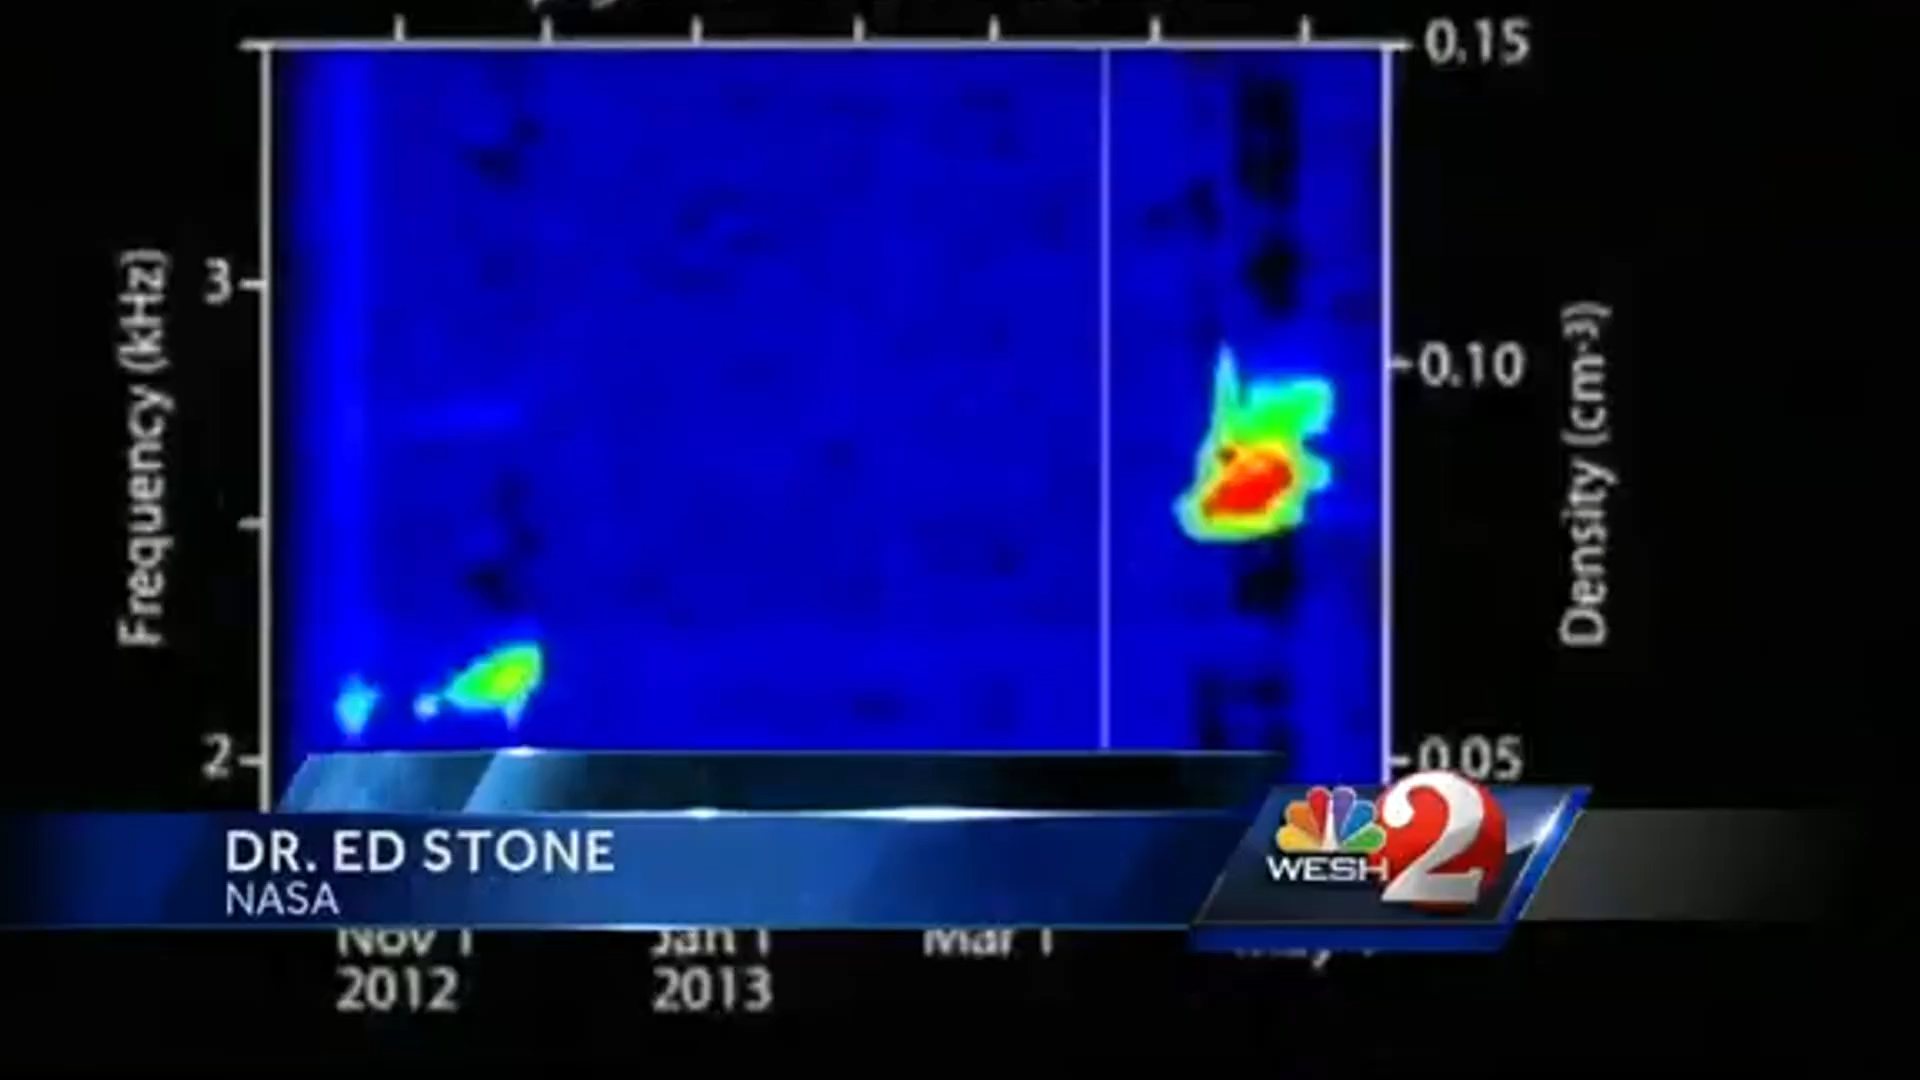 0.15
3
0.10
2
0.05
Frequency (kHz)
Density (cm-3)
DR. ED STONE
NASA
WESH 2
Nov 1
2012
Jan 1
2013
Mar 1